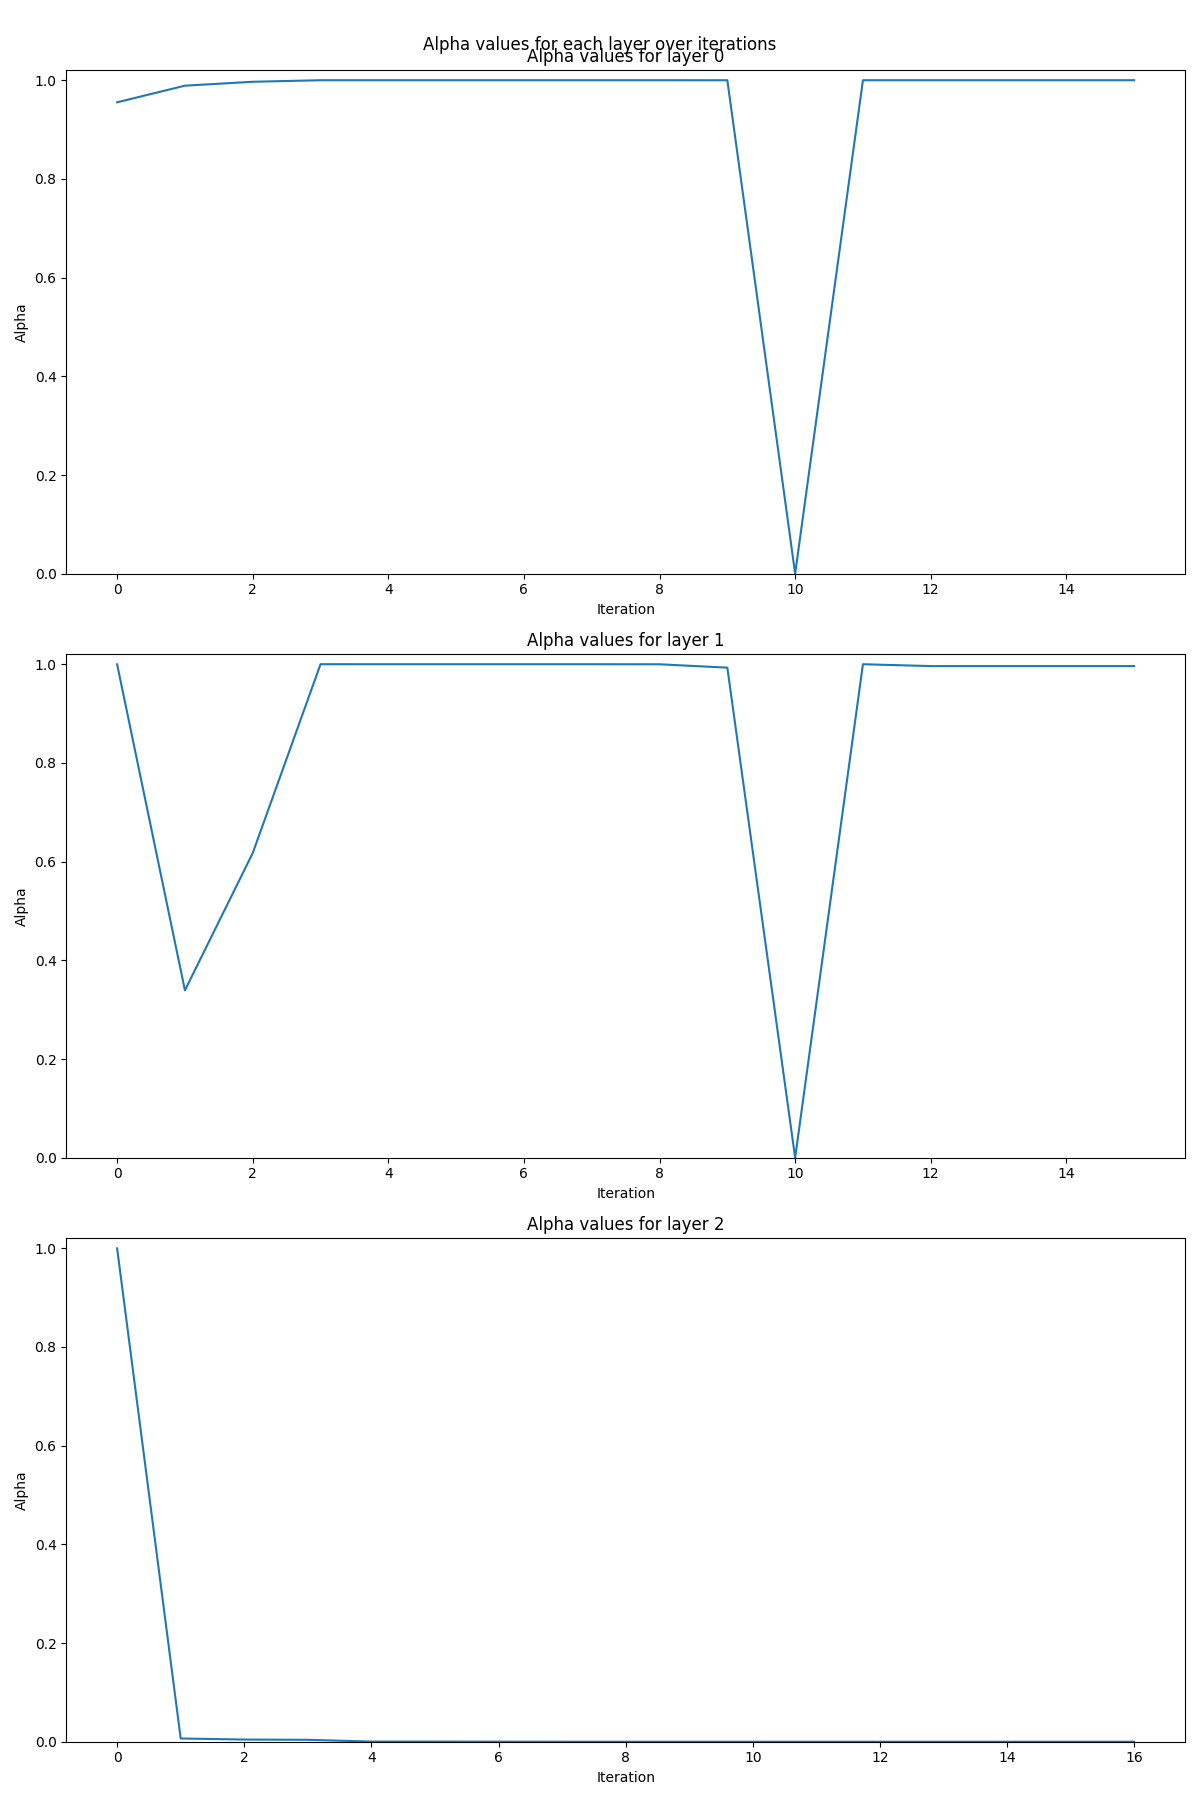 Alpha values for each layer over iterations
Alpha values for layer 0
1.0
0.8
0.6
0.4
0.2
0.0
Alpha
0 2 4 6 8 10 12 14
Iteration
Alpha values for layer 1
1.0
0.8
0.6
0.4
0.2
0.0
Alpha
0 2 4 6 8 10 12 14
Iteration
Alpha values for layer 2
1.0
0.8
0.6
0.4
0.2
0.0
Alpha
0 2 4 6 8 10 12 14 16
Iteration